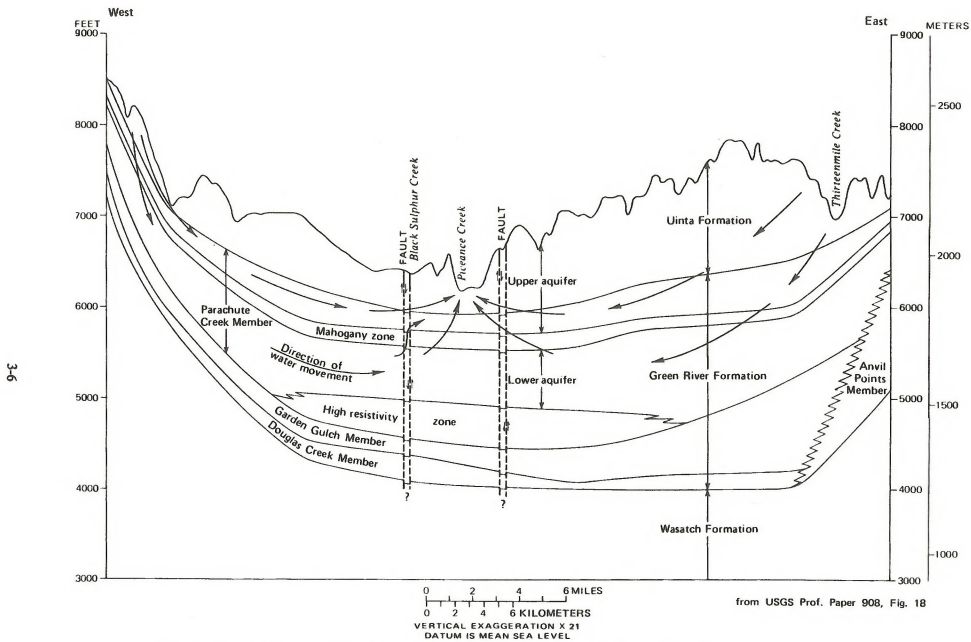 West
East
FEET
METERS
9000
8000
7000
6000
5000
4000
3000
9000
8000
7000
6000
5000
4000
3000
2500
2000
1500
1000
Thirteenmile Creek
FAULT
Black Sulphur Creek
Piceance Creek
FAULT
Uinta Formation
Upper aquifer
Parachute
Creek Member
Mahogany zone
Direction of
water movement
Lower aquifer
Green River Formation
Anvil
Points
Member
High resistivity
zone
Garden Gulch Member
Douglas Creek Member
?
?
Wasatch Formation
3-6
0 2 4 6 MILES
0 2 4 6 KILOMETERS
VERTICAL EXAGGERATION X 21
DATUM IS MEAN SEA LEVEL
from USGS Prof. Paper 908, Fig. 18